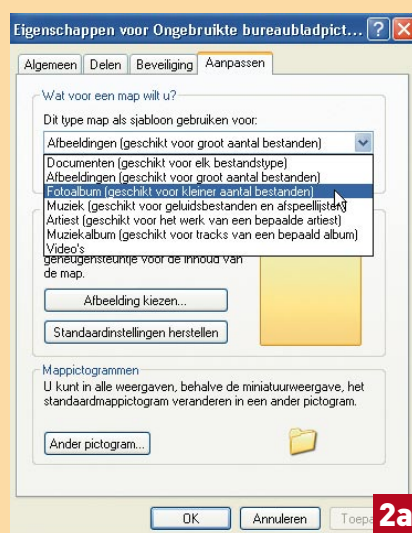 Eigenschappen voor Ongebruikte bureaubladpict...
Algemeen Delen Beveiliging Aanpassen
Wat voor een map wilt u?
Dit type map als sjabloon gebruiken voor:
Afbeeldingen (geschikt voor groot aantal bestanden)
Documenten (geschikt voor elk bestandstype)
Afbeeldingen (geschikt voor groot aantal bestanden)
Fotoalbum (geschikt voor kleiner aantal bestanden)
Muziek (geschikt voor geluidsbestanden en afspeellijsten)
Artiest (geschikt voor het werk van een bepaalde artiest)
Muziekalbum (geschikt voor tracks van een bepaald album)
Video's
geheugensteuntje voor de inhoud van
de map.
Afbeelding kiezen...
Standaardinstellingen herstellen
Mappictogrammen
U kunt in alle weergaven, behalve de miniatuurweergave, het
standaardmappictogram veranderen in een ander pictogram.
Ander pictogram...
OK Annuleren
2a